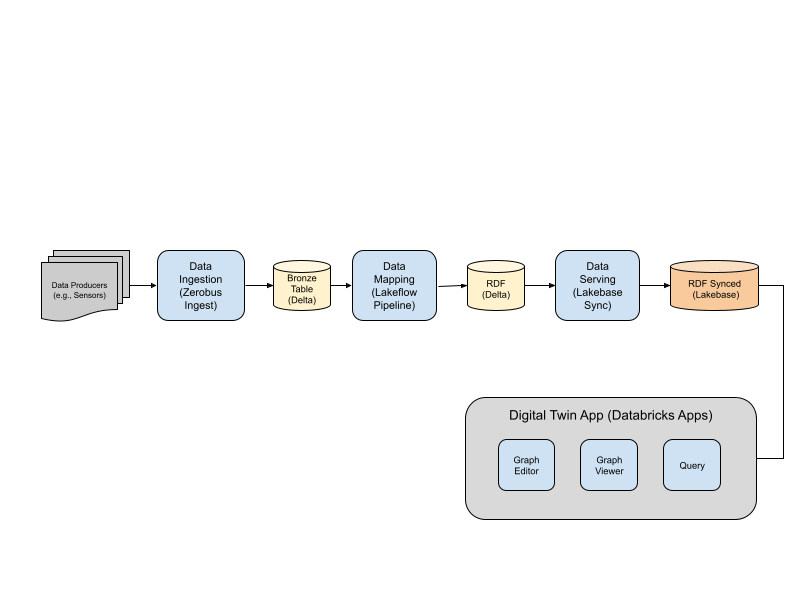 Data Producers
(e.g., Sensors)
Data
Ingestion
(Zerobus
Ingest)
Bronze
Table
(Delta)
Data
Mapping
(Lakeflow
Pipeline)
RDF
(Delta)
Data
Serving
(Lakebase
Sync)
RDF Synced
(Lakebase)
Digital Twin App (Databricks Apps)
Graph
Editor
Graph
Viewer
Query